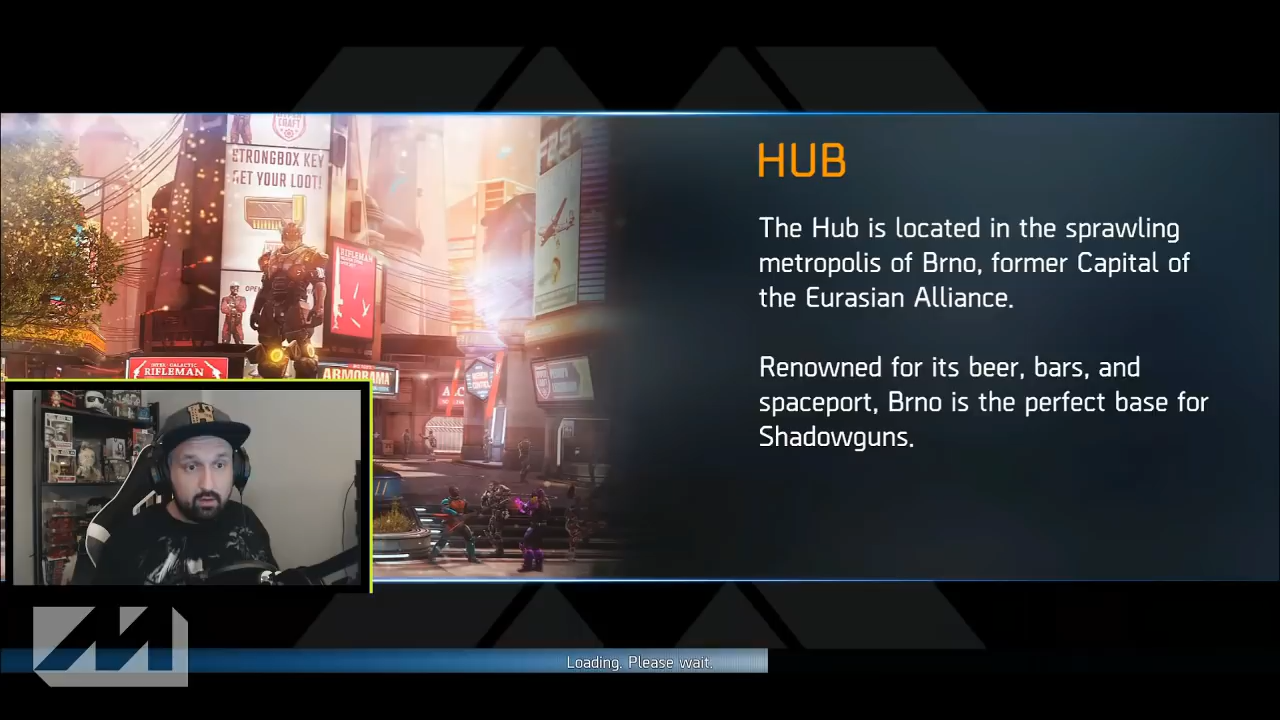 STRONGBOX KEY
GET YOUR LOOT!
RIFLEMAN
RIFLEMAN
ARMORAMA
HUB
The Hub is located in the sprawling
metropolis of Brno, former Capital of
the Eurasian Alliance.
Renowned for its beer, bars, and
spaceport, Brno is the perfect base for
Shadowguns.
Loading. Please wait.